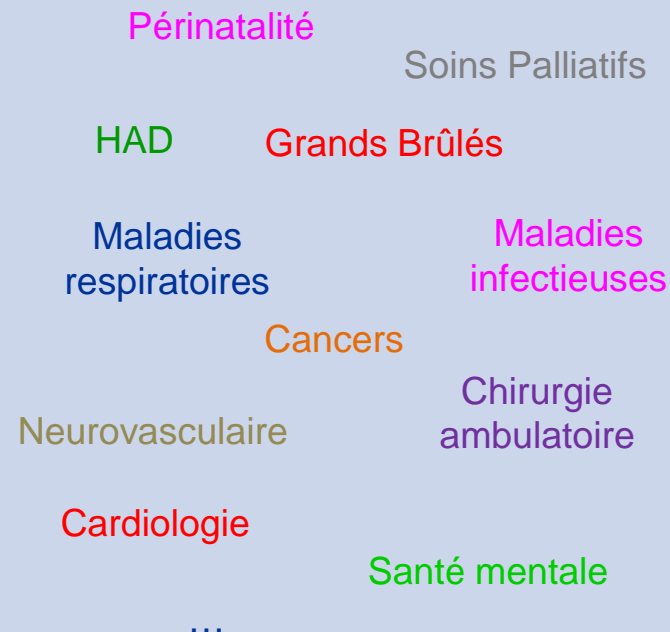 Périnatalité
Soins Palliatifs
HAD
Grands Brûlés
Maladies
respiratoires
Maladies
infectieuses
Cancers
Chirurgie
ambulatoire
Neurovasculaire
Cardiologie
Santé mentale
...